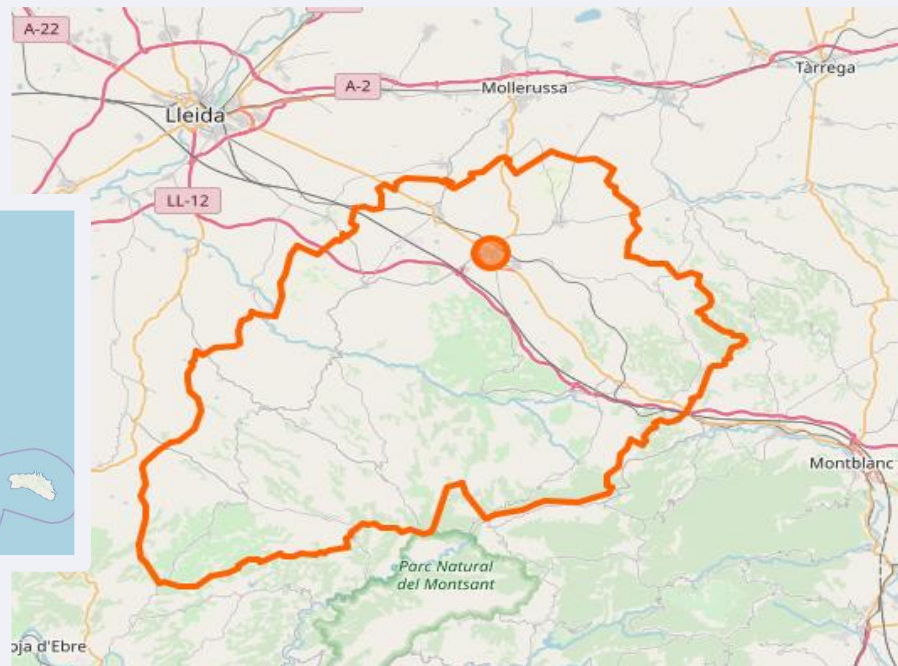 A-22
Tàrrega
A-2
Mollerussa
Lleida
LL-12
Montblanc
Parc Natural
del Montsant
oja d'Ebre